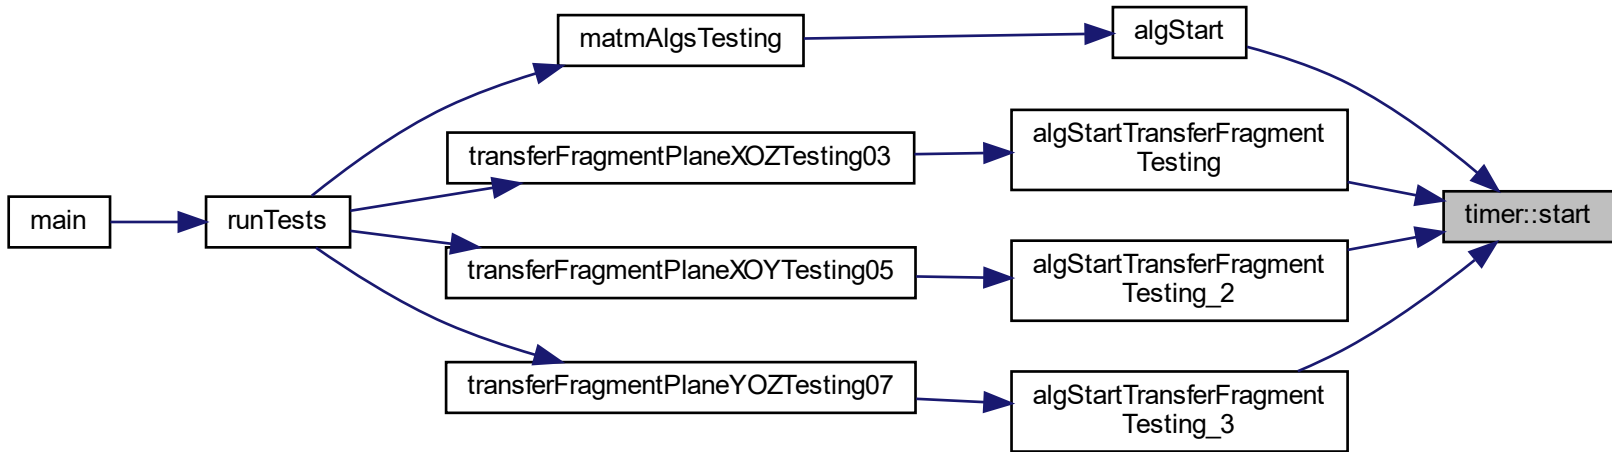 matmAlgsTesting
algStart
transferFragmentPlaneXOZTesting03
algStartTransferFragment
Testing
main
runTests
timer::start
transferFragmentPlaneXOYTesting05
algStartTransferFragment
Testing_2
transferFragmentPlaneYOZTesting07
algStartTransferFragment
Testing_3